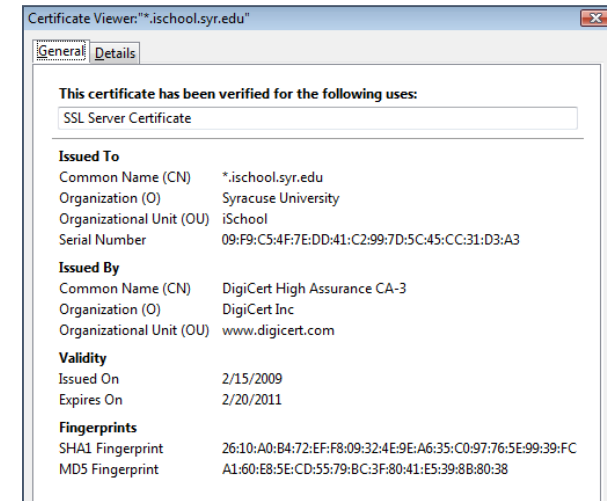 Certificate Viewer:"*.ischool.syr.edu"
General Details
This certificate has been verified for the following uses:
SSL Server Certificate
Issued To
Common Name (CN) *.ischool.syr.edu
Organization (O) Syracuse University
Organizational Unit (OU) iSchool
Serial Number 09:F9:C5:4F:7E:DD:41:C2:99:7D:5C:45:CC:31:D3:A3
Issued By
Common Name (CN) DigiCert High Assurance CA-3
Organization (O) DigiCert Inc
Organizational Unit (OU) www.digicert.com
Validity
Issued On 2/15/2009
Expires On 2/20/2011
Fingerprints
SHA1 Fingerprint 26:10:A0:B4:72:EF:F8:09:32:4E:9E:A6:35:C0:97:76:5E:99:39:FC
MD5 Fingerprint A1:60:E8:5E:CD:55:79:BC:3F:80:41:E5:39:8B:80:38